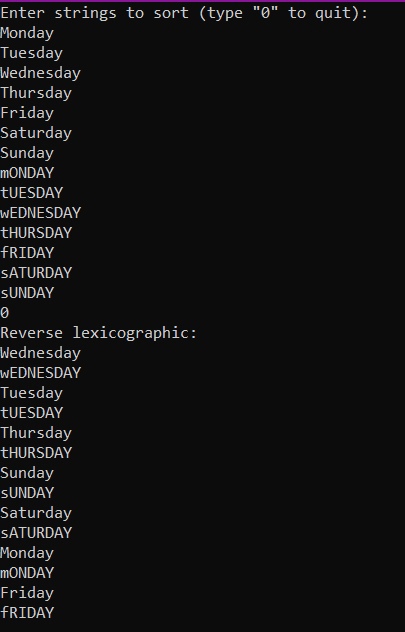 Enter strings to sort (type "0" to quit):
Monday
Tuesday
Wednesday
Thursday
Friday
Saturday
Sunday
mONDAY
tUESDAY
wEDNESDAY
tHURSDAY
fRIDAY
sATURDAY
sUNDAY
0
Reverse lexicographic:
Wednesday
wEDNESDAY
Tuesday
tUESDAY
Thursday
tHURSDAY
Sunday
sUNDAY
Saturday
sATURDAY
Monday
mONDAY
Friday
fRIDAY